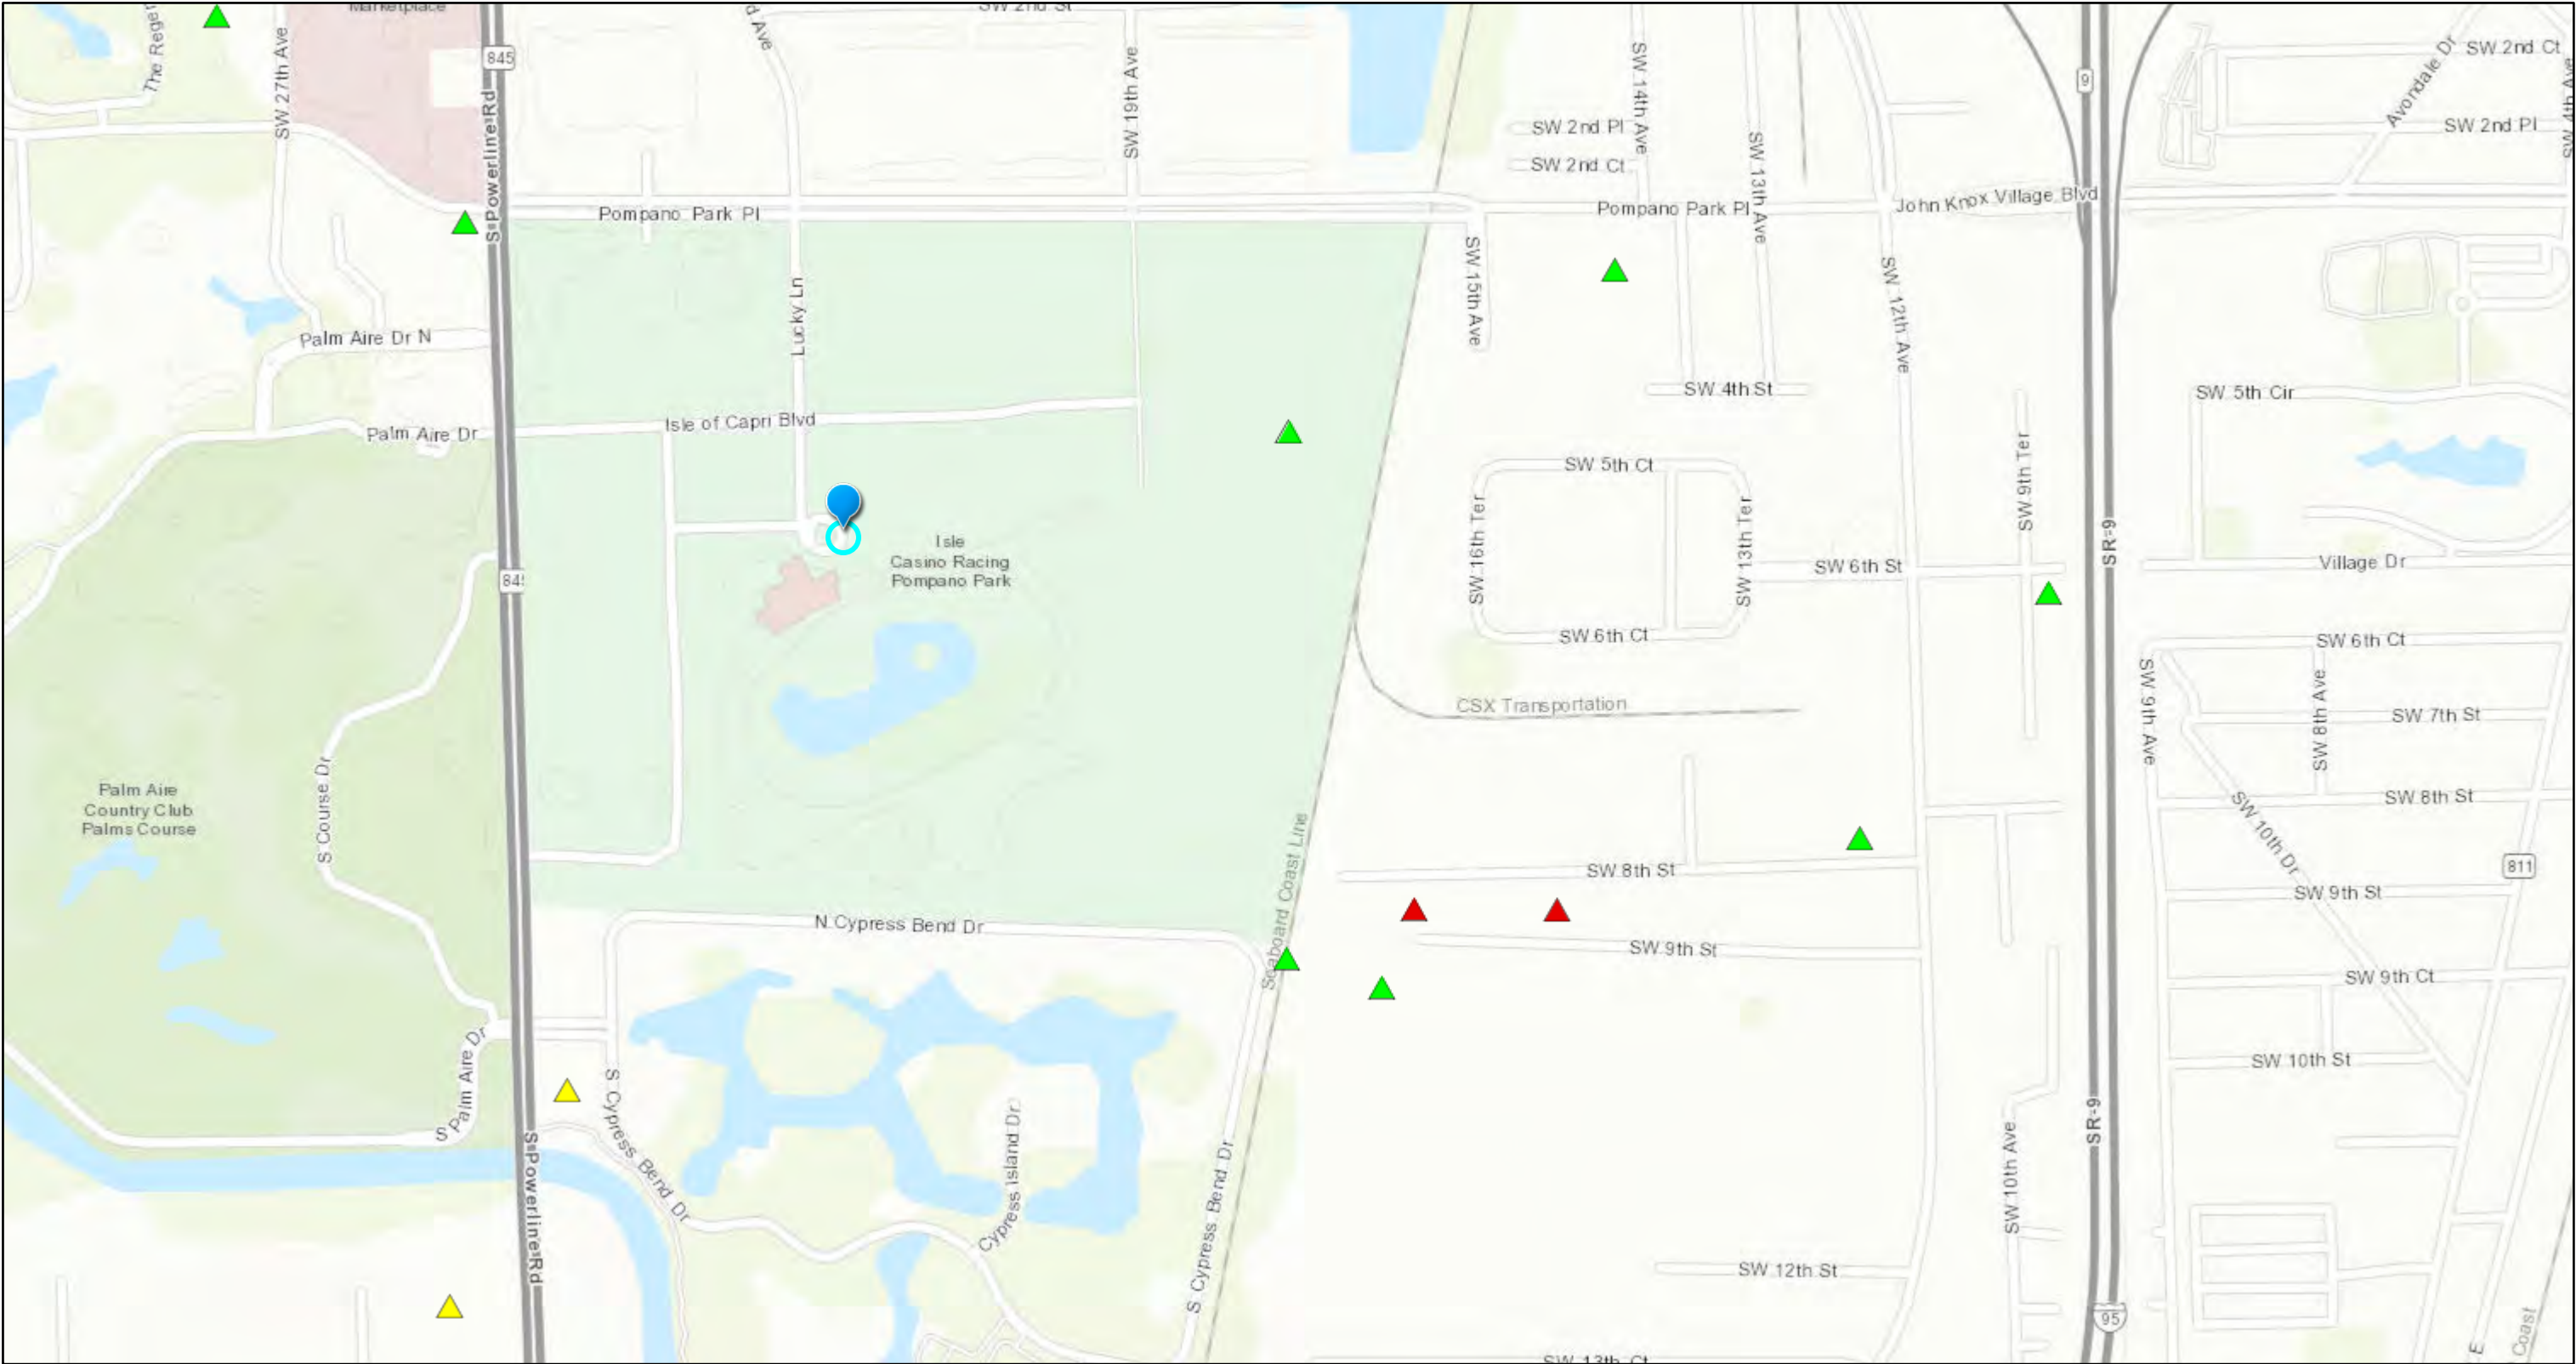 Marketplace
SW 2nd St
d Ave
The Reger
SW 27th Ave
845
S Powerline Rd
SW 19th Ave
SW 14th Ave
SW 13th Ave
SW 2nd Pl
SW 2nd Ct
9
Avondale Dr
SW 2nd Ct
SW 2nd Pl
Pompano Park Pl
Pompano Park Pl
John Knox Village Blvd
SW 15th Ave
SW 12th Ave
Lucky Ln
Palm Aire Dr N
SW 4th St
SW 5th Cir
Isle of Capri Blvd
Palm Aire Dr
SW 5th Ct
SW 9th Ter
SR-9
SW 16th Ter
SW 13th Ter
Isle
Casino Racing
Pompano Park
SW 6th St
Village Dr
84
SW 6th Ct
SW 6th Ct
SW 9th Ave
SW 8th Ave
CSX Transportation
SW 7th St
S Course Dr
Palm Aire
Country Club
Palms Course
SW 8th St
SW 10th Dr
Seaboard Coast Line
SW 8th St
811
SW 9th St
N Cypress Bend Dr
SW 9th St
SW 9th Ct
S Palm Aire Dr
SW 10th St
S Cypress Bend Dr
Cypress Island Dr
S Powerline Rd
S Cypress Bend Dr
SR-9
SW 10th Ave
SW 12th St
95
SW 13th Ct
E
Coast